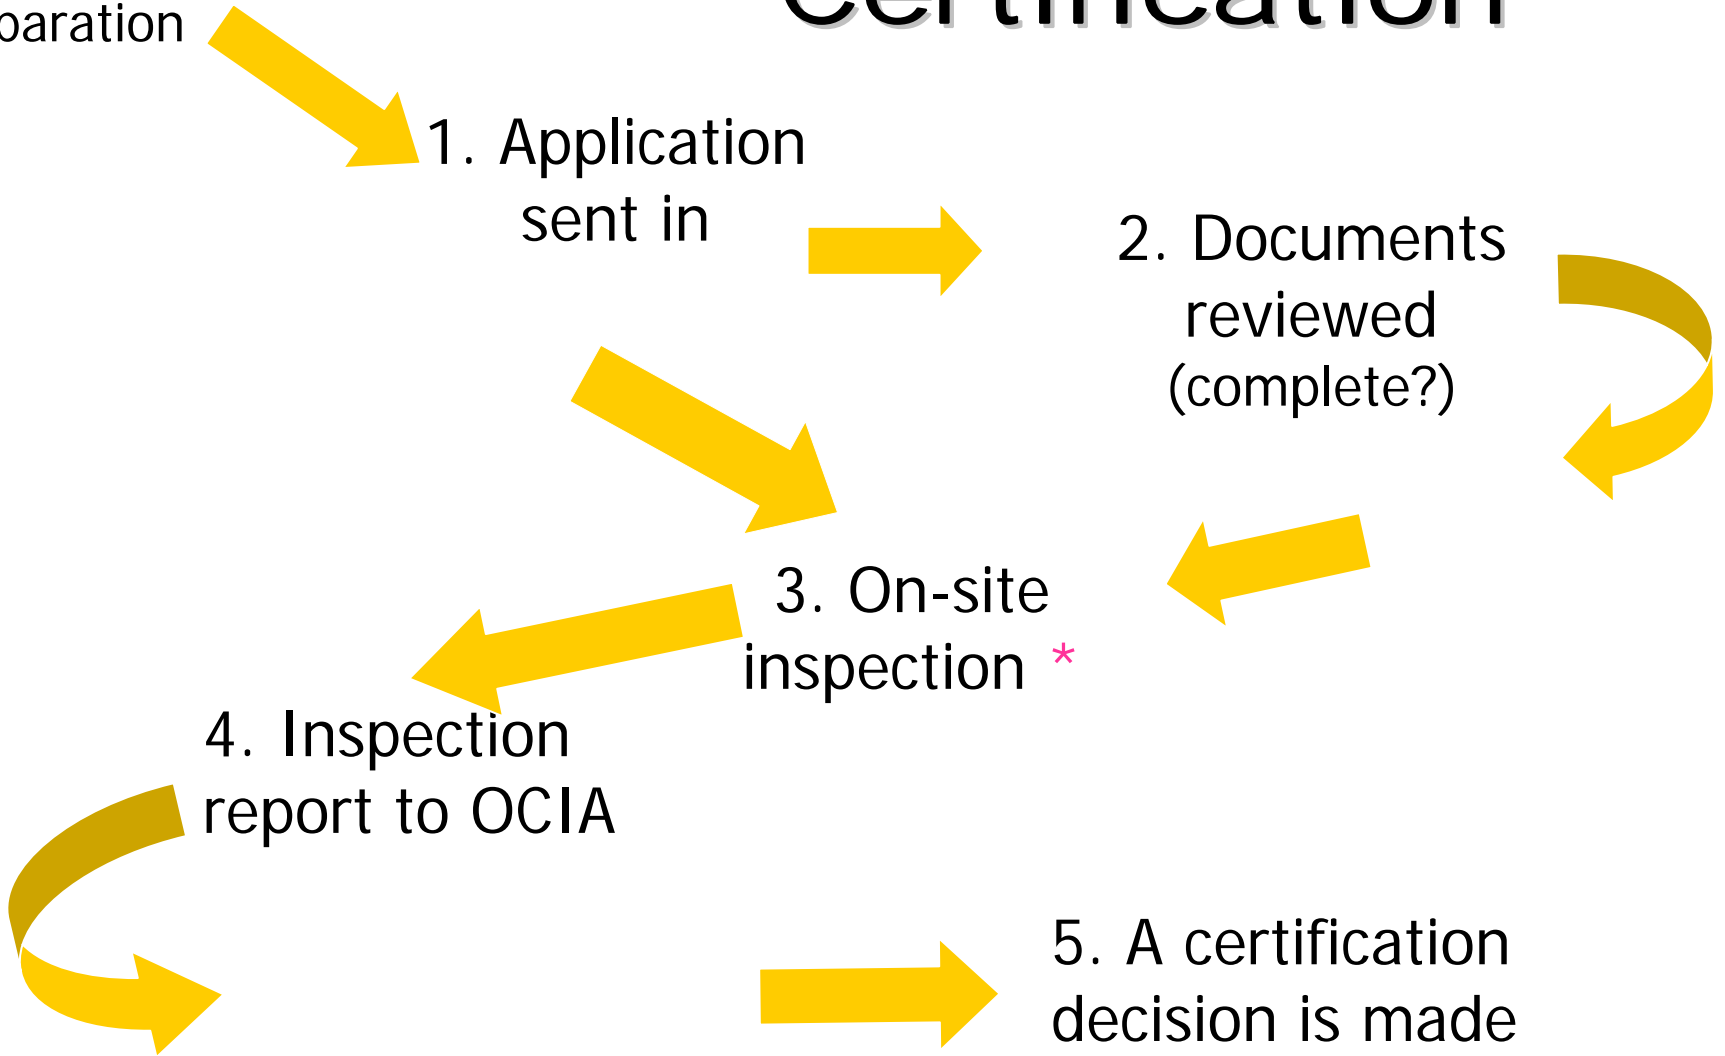 Certification
paration
1. Application
sent in
2. Documents
reviewed
(complete?)
3. On-site
inspection *
4. Inspection
report to OCIA
5. A certification
decision is made